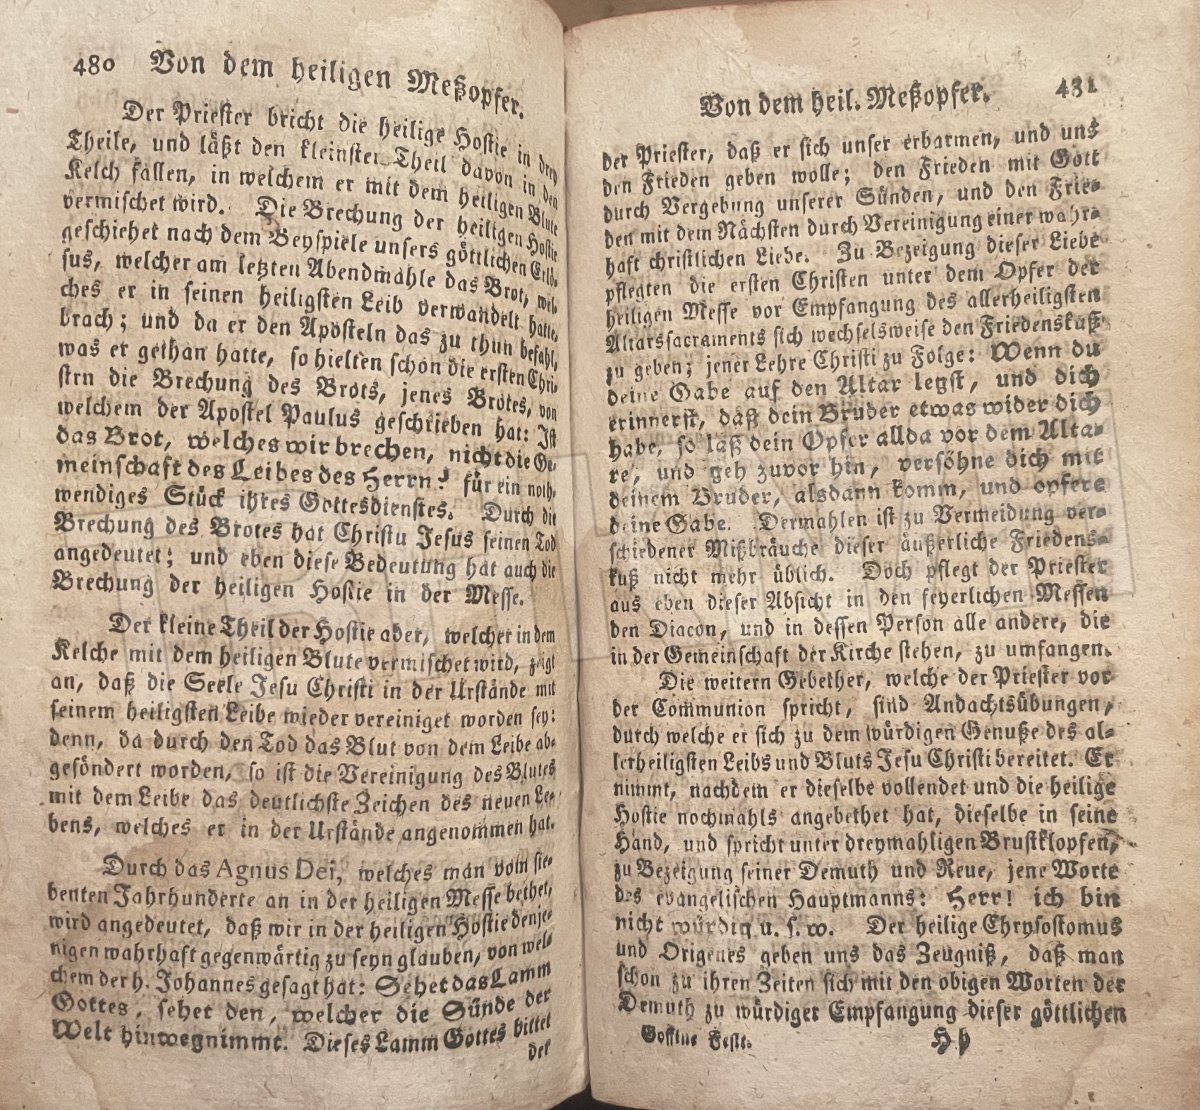 480 Von dem heiligen Meßopfer.
Der Priester bricht die heilige Hostie in drey
Theile, und läßt den kleinsten Theil davon in den
Kelch fallen, in welchem er mit dem heiligen Blute
vermischet wird. Die Brechung der heiligen Hostie
geschiehet nach dem Beyspiele unsers göttlichen Erlö-
sus, welcher am letzten Abendmahle das Brot, wel-
ches er in seinen heiligsten Leib verwandelt hatte,
brach; und da er den Aposteln das zu thun befahl,
was er gethan hatte, so hielten schon die ersten Chri-
sten die Brechung des Brots, jenes Brotes, von
welchem der Apostel Paulus geschrieben hat: Ist
das Brot, welches wir brechen, nicht die Ge-
meinschaft des Leibes des Herrn? für ein noth-
wendiges Stück ihres Gottesdienstes. Durch die
Brechung des Brotes hat Christus Jesus seinen Tod
angedeutet; und eben diese Bedeutung hat auch die
Brechung der heiligen Hostie in der Messe.
Der kleine Theil der Hostie aber, welcher in dem
Kelche mit dem heiligen Blute vermischet wird, zeigt
an, daß die Seele Jesu Christi in der Urstände mit
seinem heiligsten Leibe wieder vereiniget worden sey:
denn, da durch den Tod das Blut von dem Leibe ab-
gesöndert worden, so ist die Vereinigung des Blutes
mit dem Leibe das deutlichste Zeichen des neuen Le-
bens, welches er in der Urstände angenommen hat.
Durch das Agnus Dei, welches man vom sie-
benten Jahrhunderte an in der heiligen Messe bethet,
wird angedeutet, daß wir in der heiligen Hostie denje-
nigen wahrhaft gegenwärtig zu seyn glauben, von wel-
chem der h. Johannes gesagt hat: Sehet das Lamm
Gottes, sehet den, welcher die Sünde der
Welt hinwegnimmt. Dieses Lamm Gottes bittet
der
Von dem heil. Meßopfer. 481
der Priester, daß er sich unser erbarmen, und uns
den Frieden geben wolle; den Frieden mit Gott
durch Vergebung unserer Sünden, und den Frie-
den mit dem Nächsten durch Vereinigung einer wahr-
haft christlichen Liebe. Zu Bezeigung dieser Liebe
pflegten die ersten Christen unter dem Opfer der
heiligen Messe vor Empfangung des allerheiligsten
Altarssacraments sich wechselsweise den Friedenskuß
zu geben; jener Lehre Christi zu Folge: Wenn du
deine Gabe auf den Altar legst, und dich
erinnerst, daß dein Bruder etwas wider dich
habe, so laß dein Opfer allda vor dem Alta-
re, und geh zuvor hin, versöhne dich mit
deinem Bruder, alsdann komm, und opfere
deine Gabe. Dermahlen ist zu Vermeidung ver-
schiedener Mißbräuche dieser äußerliche Friedens-
kuß nicht mehr üblich. Doch pflegt der Priester
aus eben dieser Absicht in den feyerlichen Messen
den Diacon, und in dessen Person alle andere, die
in der Gemeinschaft der Kirche stehen, zu umfangen.
Die weitern Gebether, welche der Priester vor
der Communion spricht, sind Andachtsübungen,
durch welche er sich zu dem würdigen Genuße des al-
lerheiligsten Leibs und Bluts Jesu Christi bereitet. Er
nimmt, nachdem er dieselbe vollendet und die heilige
Hostie nochmahls angebethet hat, dieselbe in seine
Hand, und spricht unter dreymahligen Brustklopfen,
zu Bezeigung seiner Demuth und Reue, jene Worte
des evangelischen Hauptmanns: Herr! ich bin
nicht würdig u. s. w. Der heilige Chrysostomus
und Origenes geben uns das Zeugniß, daß man
schon zu ihren Zeiten sich mit den obigen Worten der
Demuth zu würdiger Empfangung dieser göttlichen
Goffine Festt. Hh